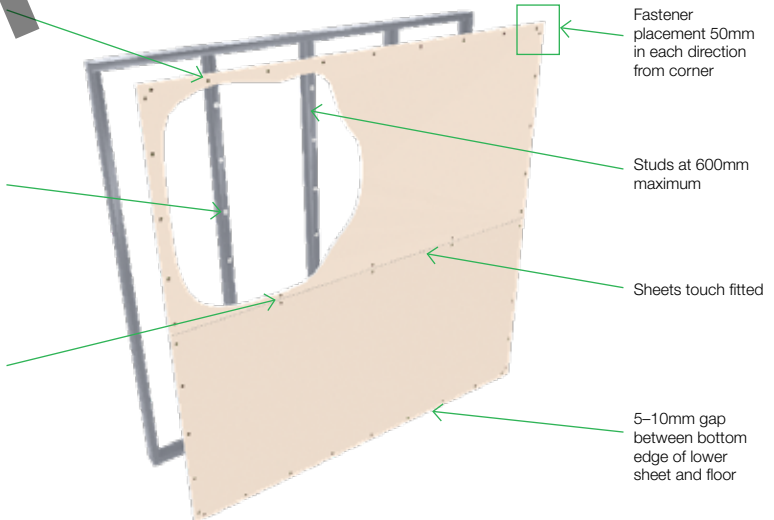 Fastener
placement 50mm
in each direction
from corner
Studs at 600mm
maximum
Sheets touch fitted
5–10mm gap
between bottom
edge of lower
sheet and floor